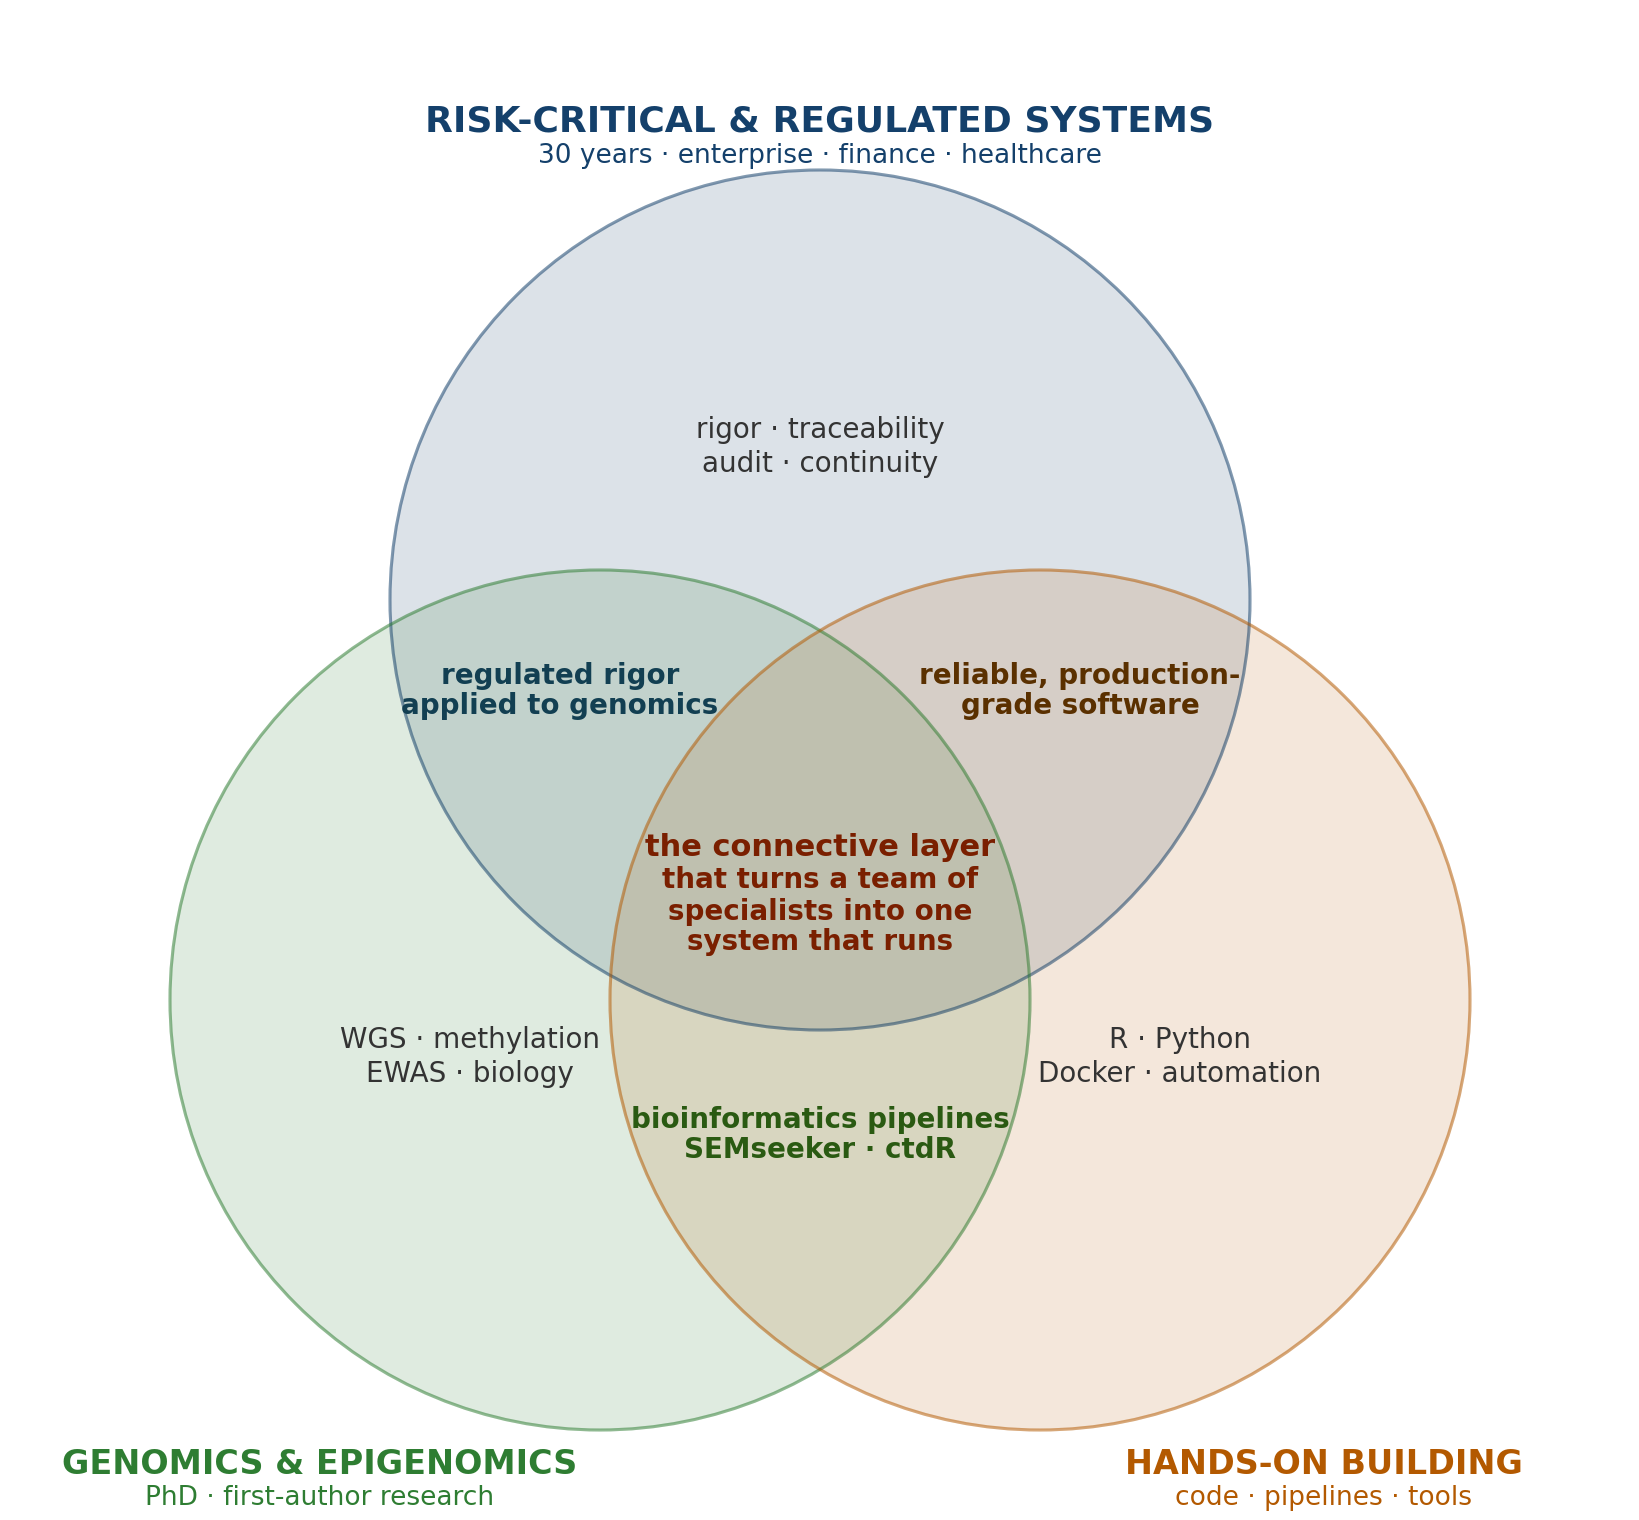 RISK-CRITICAL & REGULATED SYSTEMS
30 years · enterprise · finance · healthcare
rigor · traceability
audit · continuity
regulated rigor
applied to genomics
reliable, production-
grade software
the connective layer
that turns a team of
specialists into one
system that runs
WGS · methylation
EWAS · biology
R · Python
Docker · automation
bioinformatics pipelines
SEMseeker · ctdR
GENOMICS & EPIGENOMICS
PhD · first-author research
HANDS-ON BUILDING
code · pipelines · tools